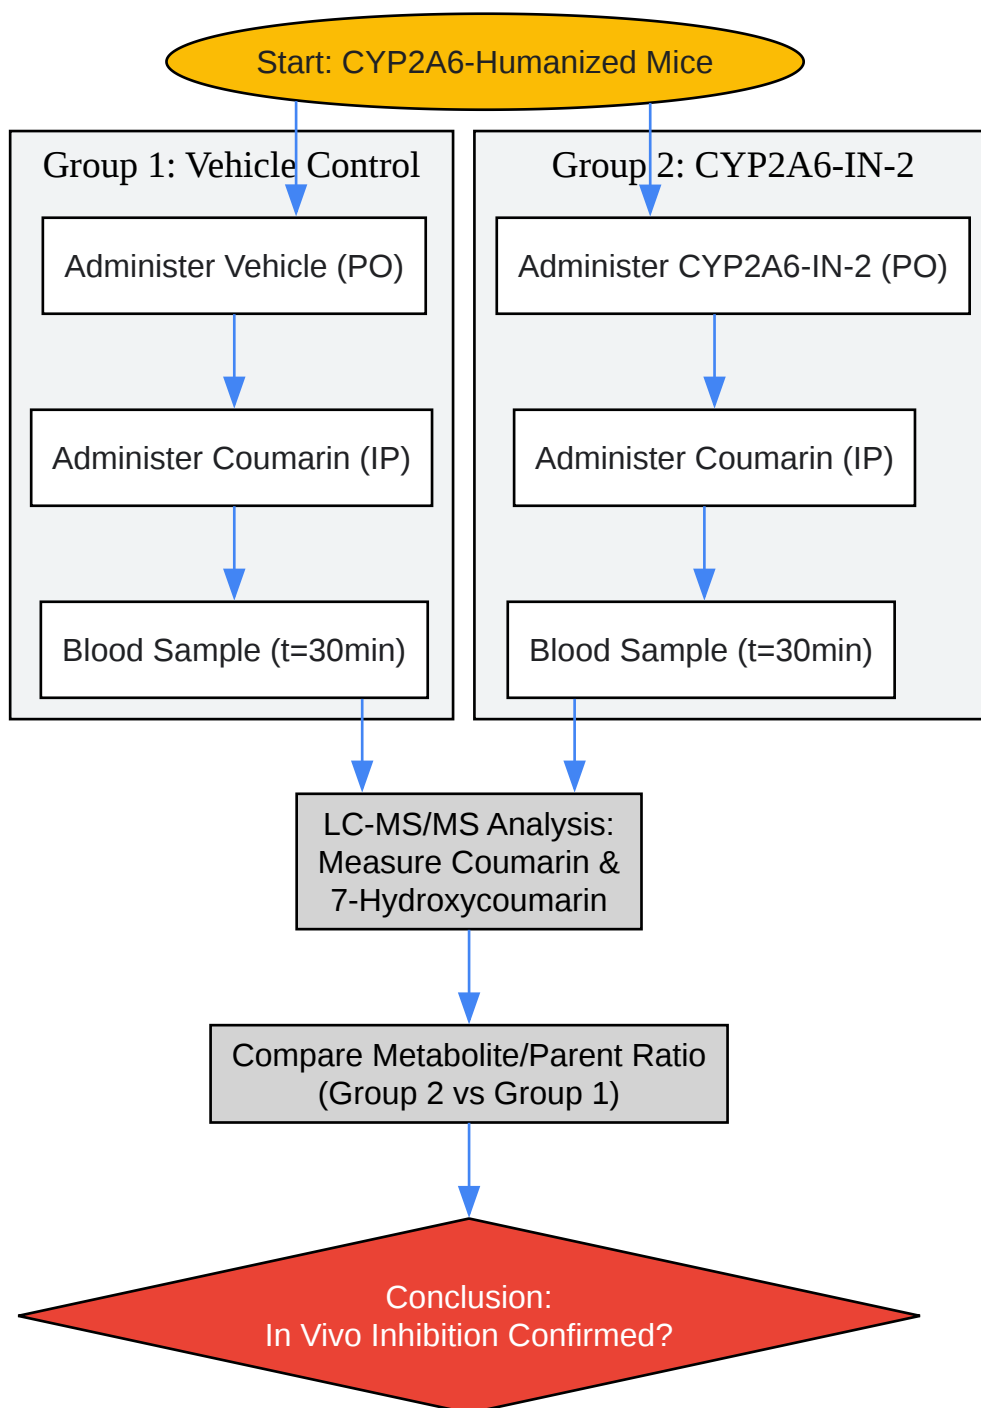 Start: CYP2A6-Humanized Mice
Group 1: Vehicle Control
Administer Vehicle (PO)
Administer Coumarin (IP)
Blood Sample (t=30min)
Group 2: CYP2A6-IN-2
Administer CYP2A6-IN-2 (PO)
Administer Coumarin (IP)
Blood Sample (t=30min)
LC-MS/MS Analysis:
Measure Coumarin &
7-Hydroxycoumarin
Compare Metabolite/Parent Ratio
(Group 2 vs Group 1)
Conclusion:
In Vivo Inhibition Confirmed?